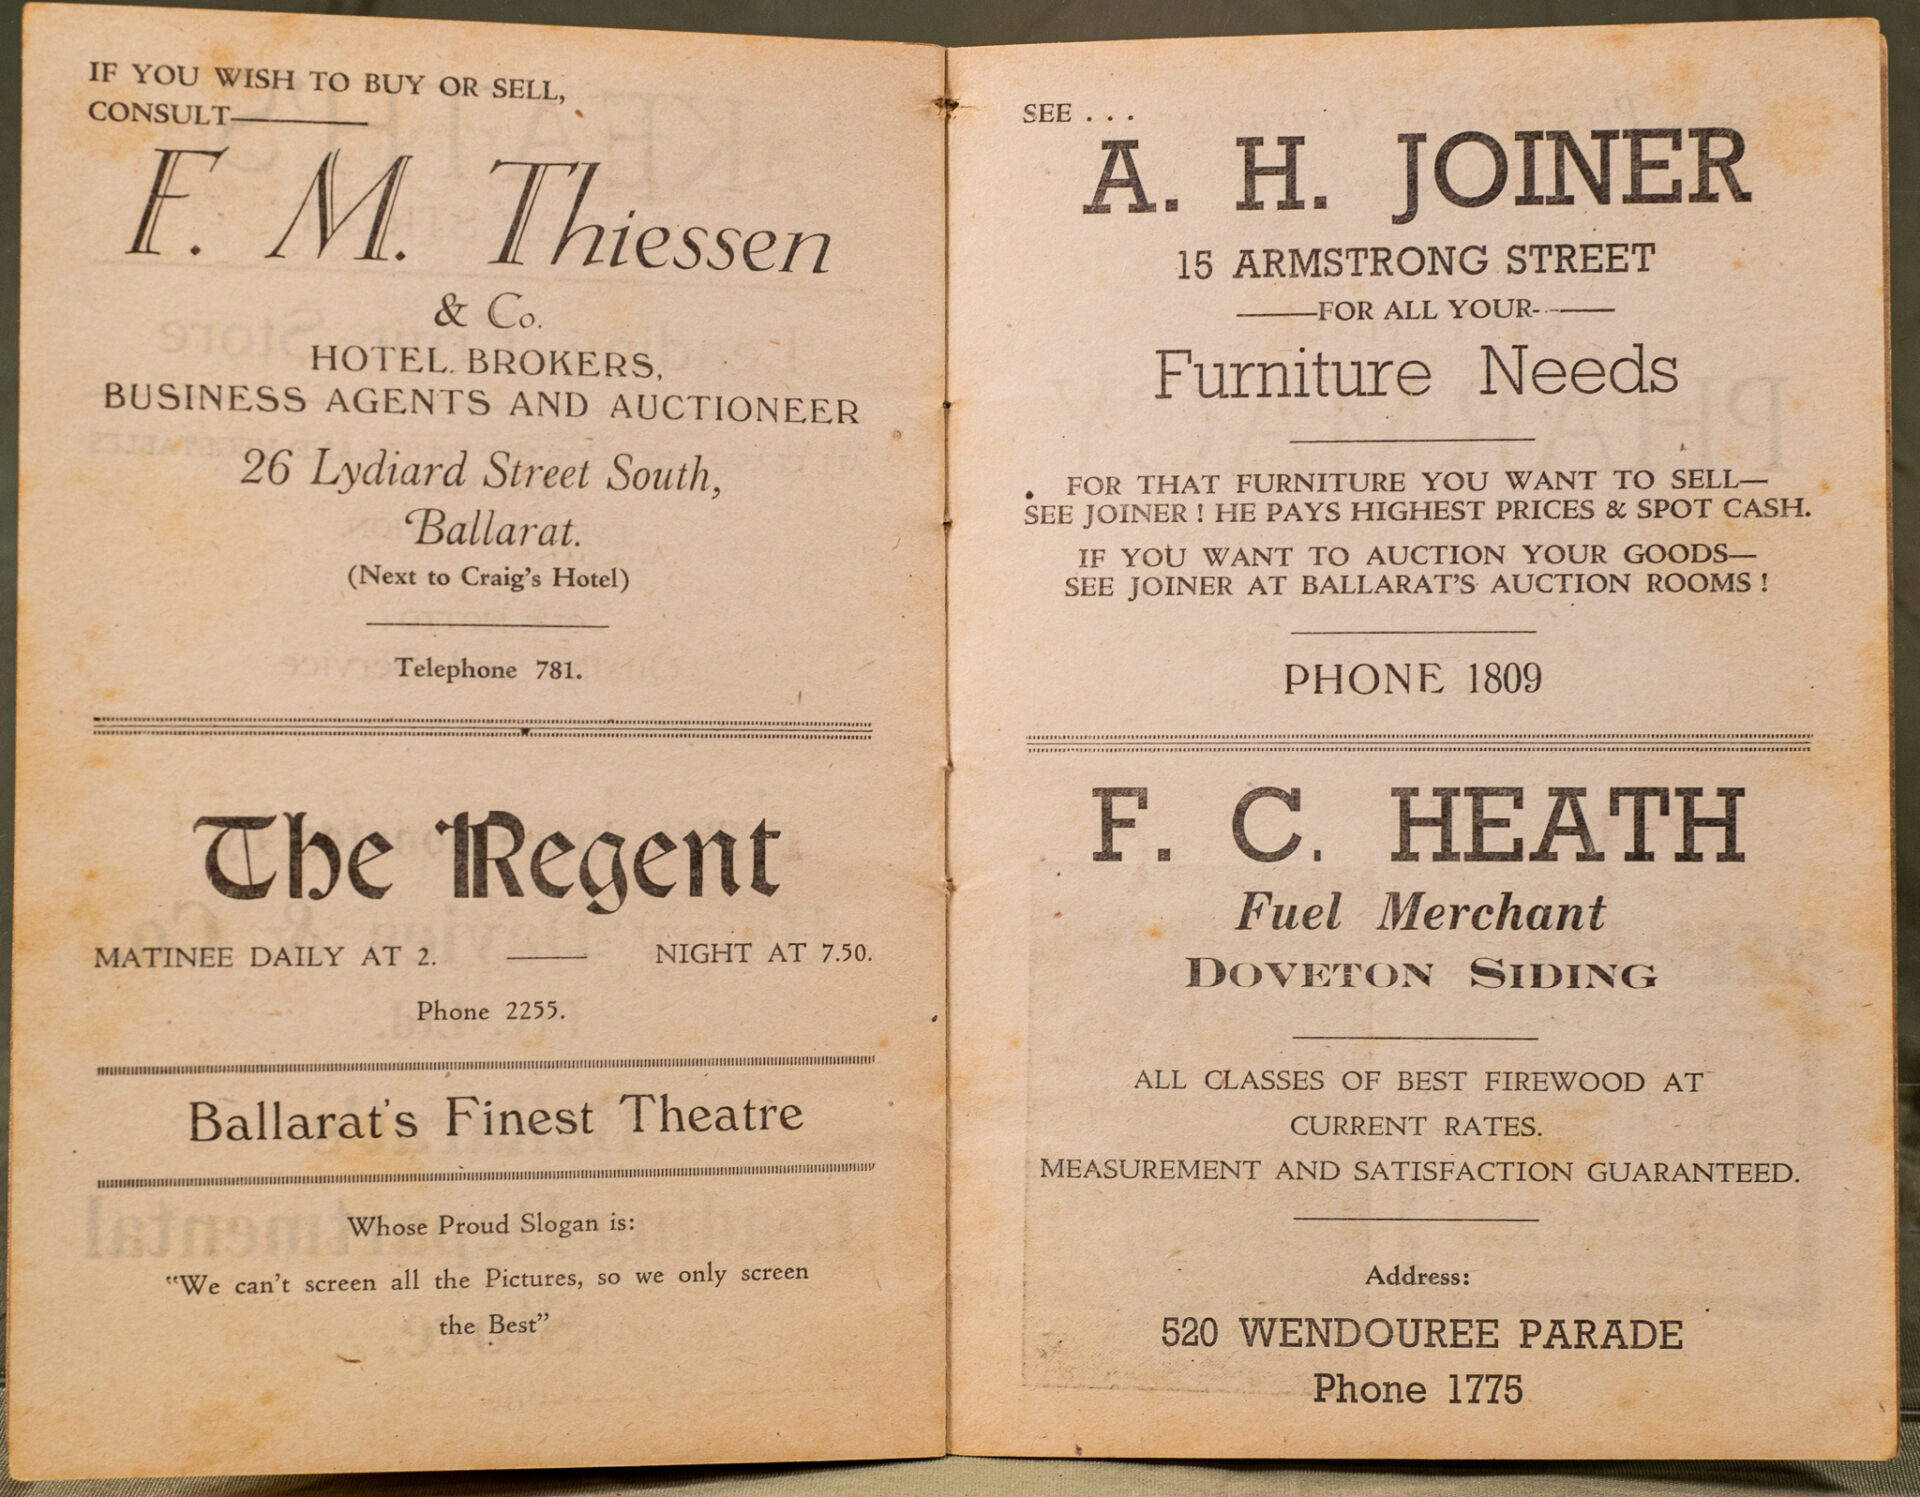 IF YOU WISH TO BUY OR SELL,
CONSULT———
F. M. Thiessen
& Co.
HOTEL. BROKERS,
BUSINESS AGENTS AND AUCTIONEER
26 Lydiard Street South,
Ballarat.
(Next to Craig's Hotel)
Telephone 781.
The Regent
MATINEE DAILY AT 2. —— NIGHT AT 7.50.
Phone 2255.
Ballarat's Finest Theatre
Whose Proud Slogan is:
"We can't screen all the Pictures, so we only screen
the Best"
SEE . . .
A. H. JOINER
15 ARMSTRONG STREET
——FOR ALL YOUR-——
Furniture Needs
FOR THAT FURNITURE YOU WANT TO SELL—
SEE JOINER ! HE PAYS HIGHEST PRICES & SPOT CASH.
IF YOU WANT TO AUCTION YOUR GOODS—
SEE JOINER AT BALLARAT'S AUCTION ROOMS !
PHONE 1809
F. C. HEATH
Fuel Merchant
DOVETON SIDING
ALL CLASSES OF BEST FIREWOOD AT
CURRENT RATES.
MEASUREMENT AND SATISFACTION GUARANTEED.
Address:
520 WENDOUREE PARADE
Phone 1775